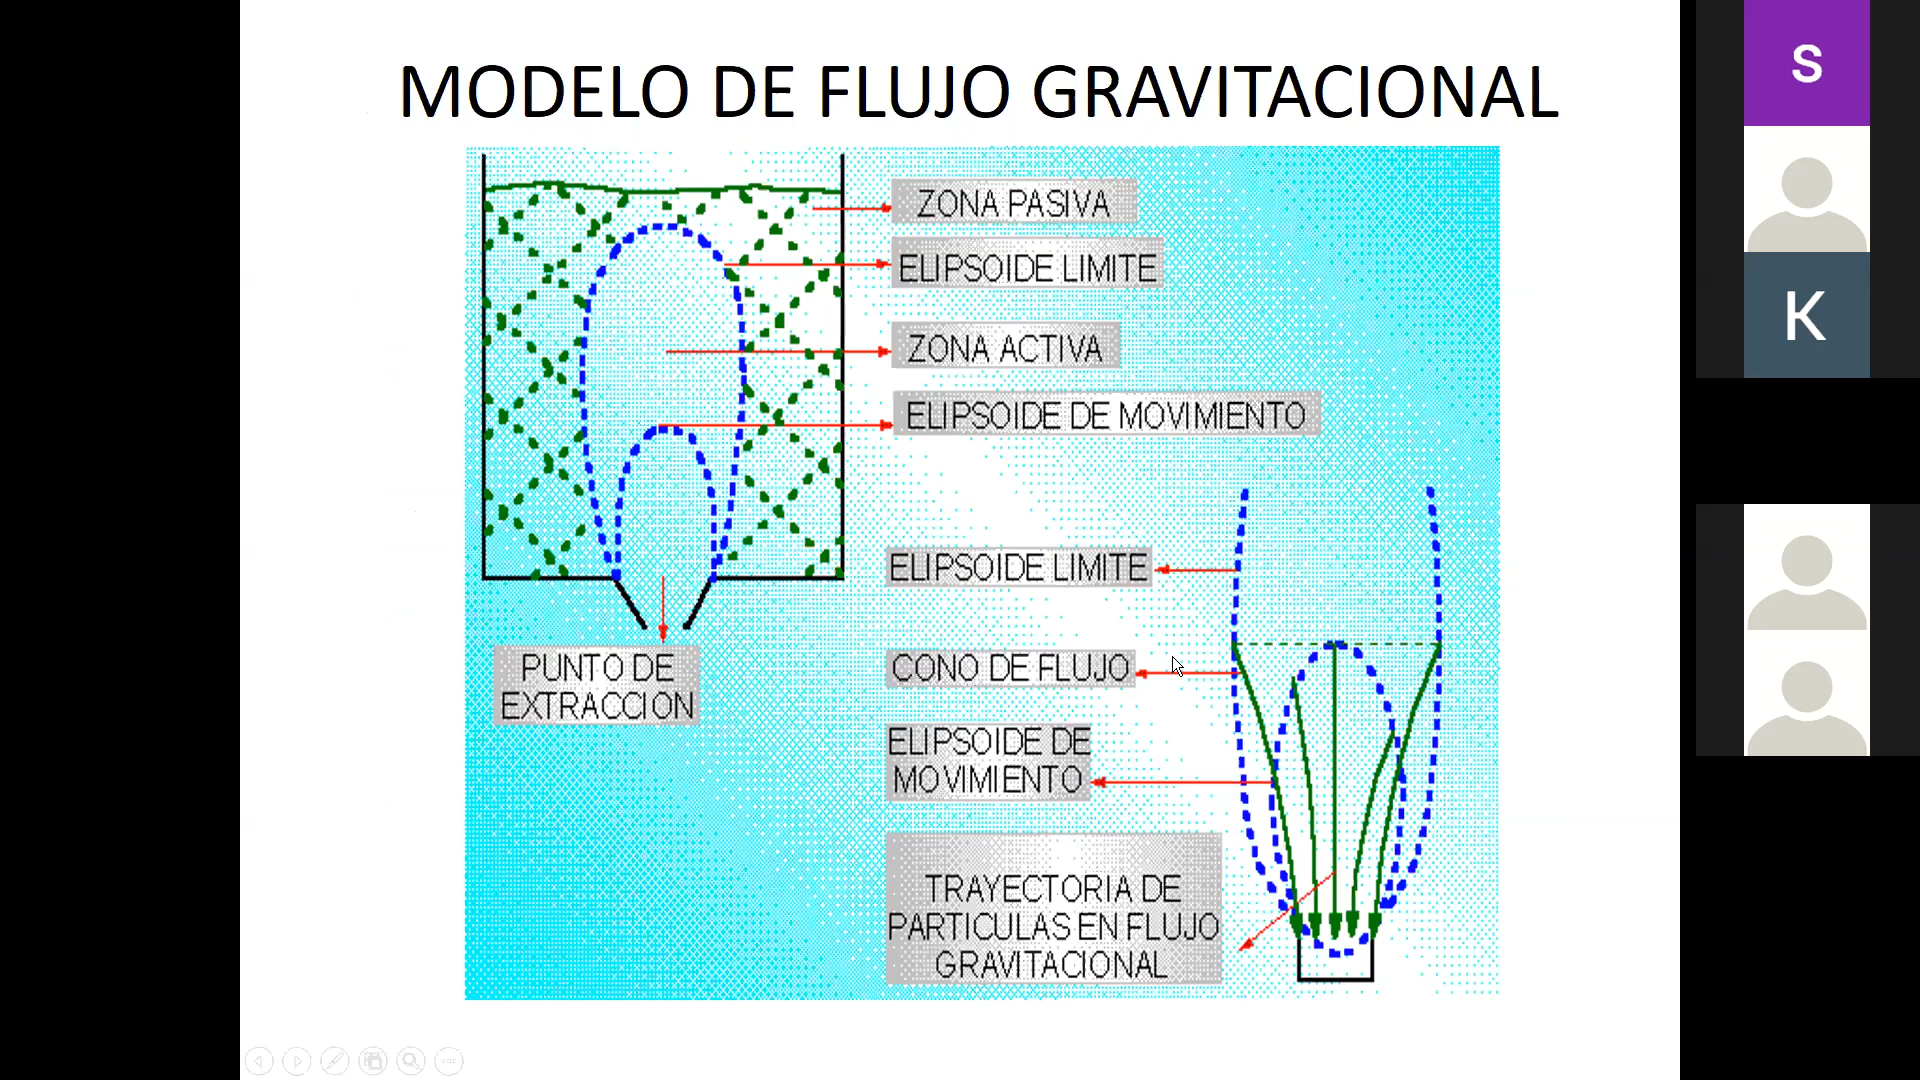 MODELO DE FLUJO GRAVITACIONAL
ZONA PASIVA
ELIPSOIDE LIMITE
ZONA ACTIVA
ELIPSOIDE DE MOVIMIENTO
PUNTO DE
EXTRACCION
ELIPSOIDE LIMITE
CONO DE FLUJO
ELIPSOIDE DE
MOVIMIENTO
TRAYECTORIA DE
PARTICULAS EN FLUJO
GRAVITACIONAL
S
K